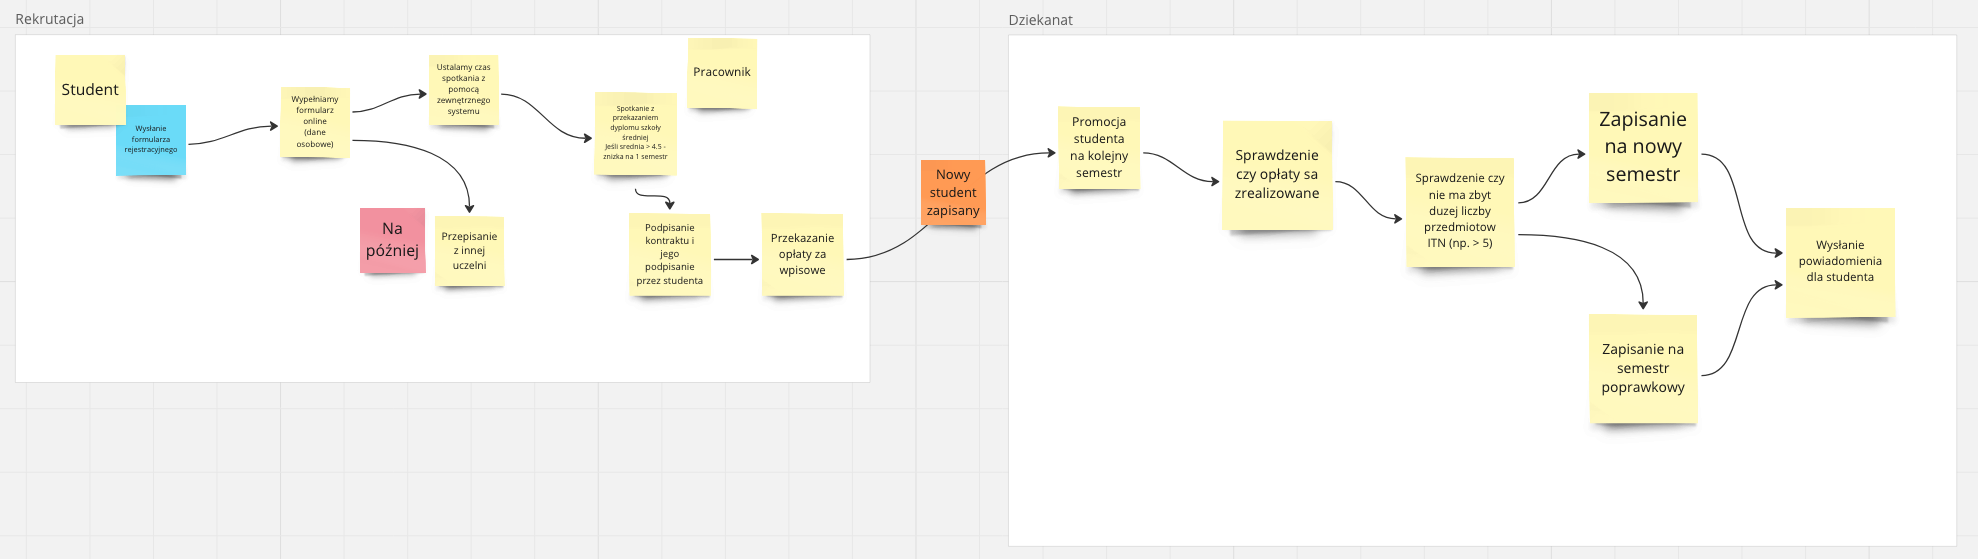 Rekrutacja
Student
Wysłanie
formularza
rejestracyjnego
Wypełniamy
formularz
online
(dane
osobowe)
Ustalamy czas
spotkania z
pomocą
zewnętrznego
systemu
Spotkanie z
przekazaniem
dyplomu szkoły
średniej
Jeśli srednia > 4.5 -
znizka na 1 semestr
Pracownik
Na
później
Przepisanie
z innej
uczelni
Podpisanie
kontraktu i
jego
podpisanie
przez studenta
Przekazanie
opłaty za
wpisowe
Nowy
student
zapisany
Dziekanat
Promocja
studenta
na kolejny
semestr
Sprawdzenie
czy opłaty sa
zrealizowane
Sprawdzenie czy
nie ma zbyt
duzej liczby
przedmiotow
ITN (np. > 5)
Zapisanie
na nowy
semestr
Zapisanie na
semestr
poprawkowy
Wysłanie
powiadomienia
dla studenta